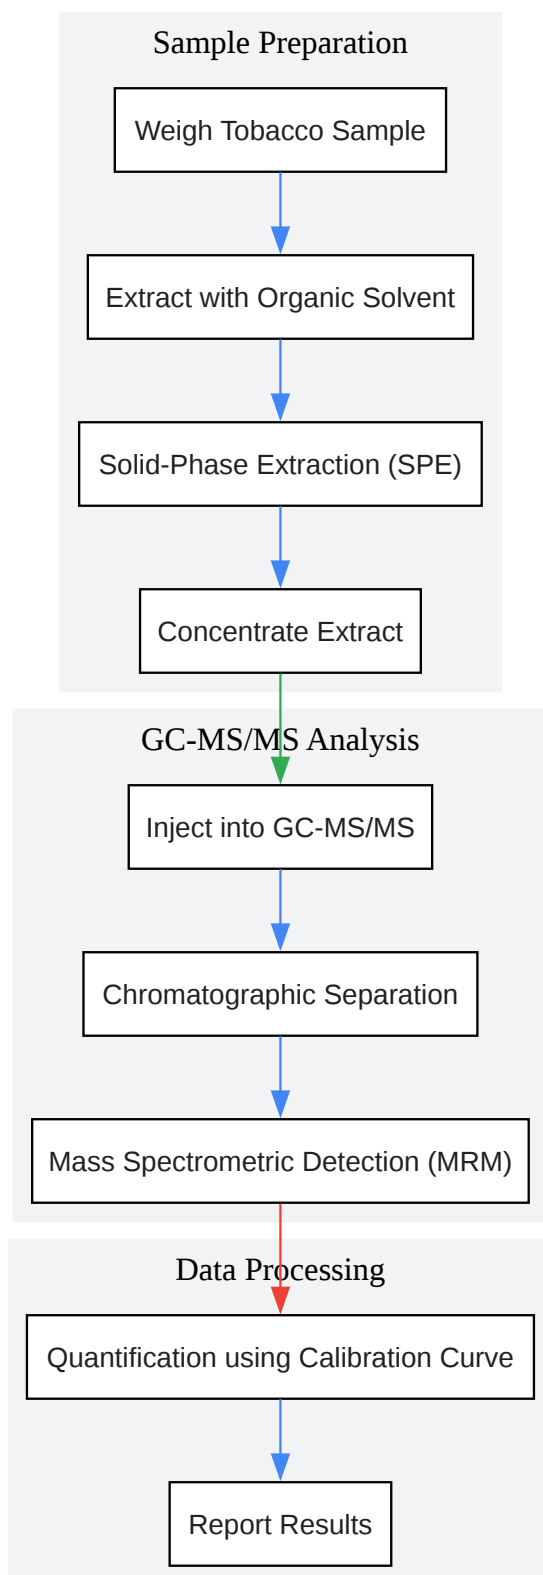 Sample Preparation
Weigh Tobacco Sample
Extract with Organic Solvent
Solid-Phase Extraction (SPE)
Concentrate Extract
GC-MS/MS Analysis
Inject into GC-MS/MS
Chromatographic Separation
Mass Spectrometric Detection (MRM)
Data Processing
Quantification using Calibration Curve
Report Results